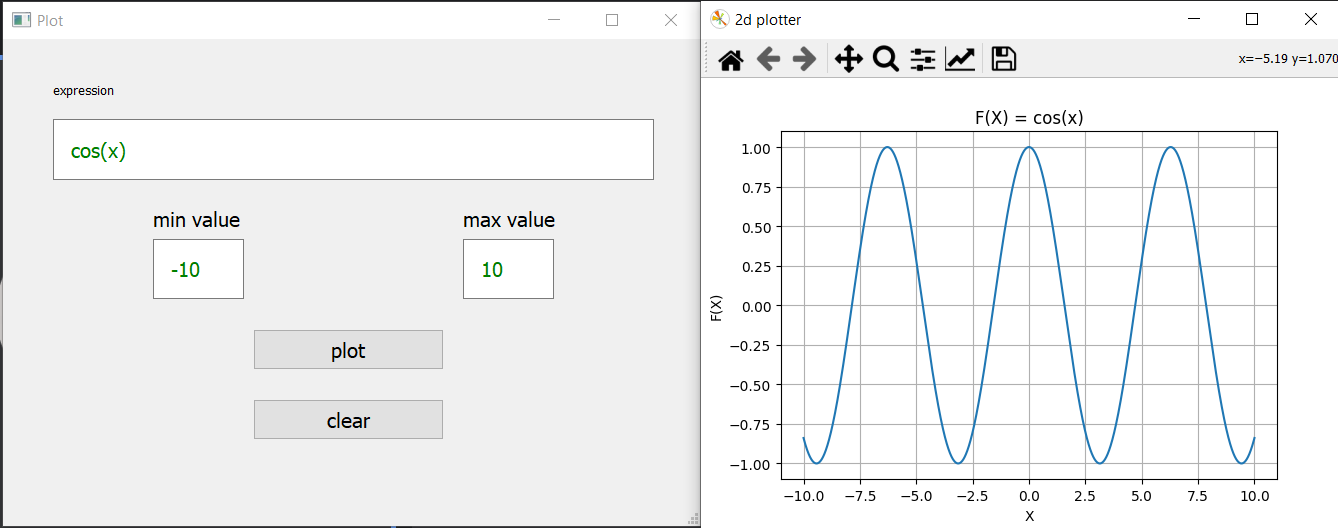 Plot
expression
cos(x)
min value
max value
-10
10
plot
clear
2d plotter
x=−5.19 y=1.070
F(X) = cos(x)
1.00
0.75
0.50
0.25
0.00
−0.25
−0.50
−0.75
−1.00
F(X)
−10.0 −7.5 −5.0 −2.5 0.0 2.5 5.0 7.5 10.0
X